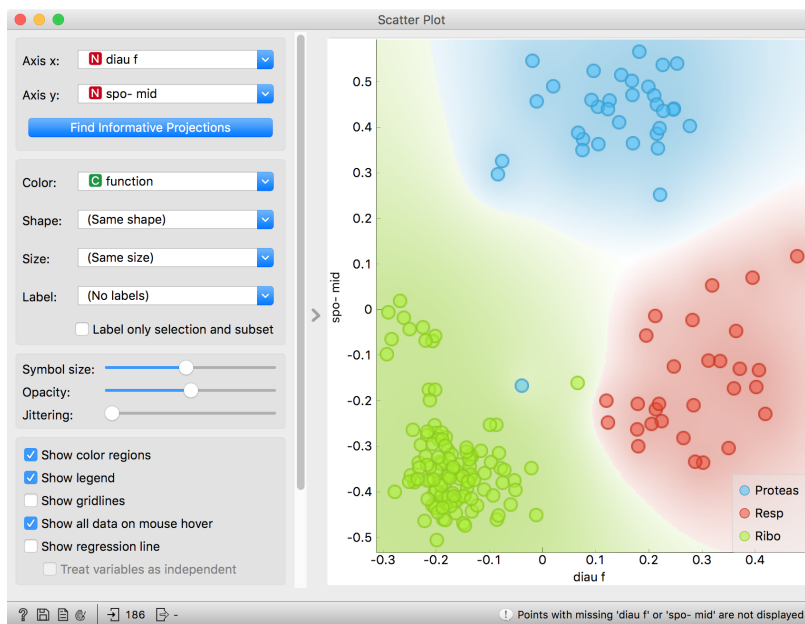 Scatter Plot
Axis x: N diau f
Axis y: N spo- mid
Find Informative Projections
Color: C function
Shape: (Same shape)
Size: (Same size)
Label: (No labels)
Label only selection and subset
Symbol size:
Opacity:
Jittering:
Show color regions
Show legend
Show gridlines
Show all data on mouse hover
Show regression line
Treat variables as independent
0.5
0.4
0.3
0.2
0.1
0
-0.1
-0.2
-0.3
-0.4
-0.5
spo- mid
-0.3 -0.2 -0.1 0 0.1 0.2 0.3 0.4
diau f
Proteas
Resp
Ribo
? 186 -
! Points with missing 'diau f' or 'spo- mid' are not displayed